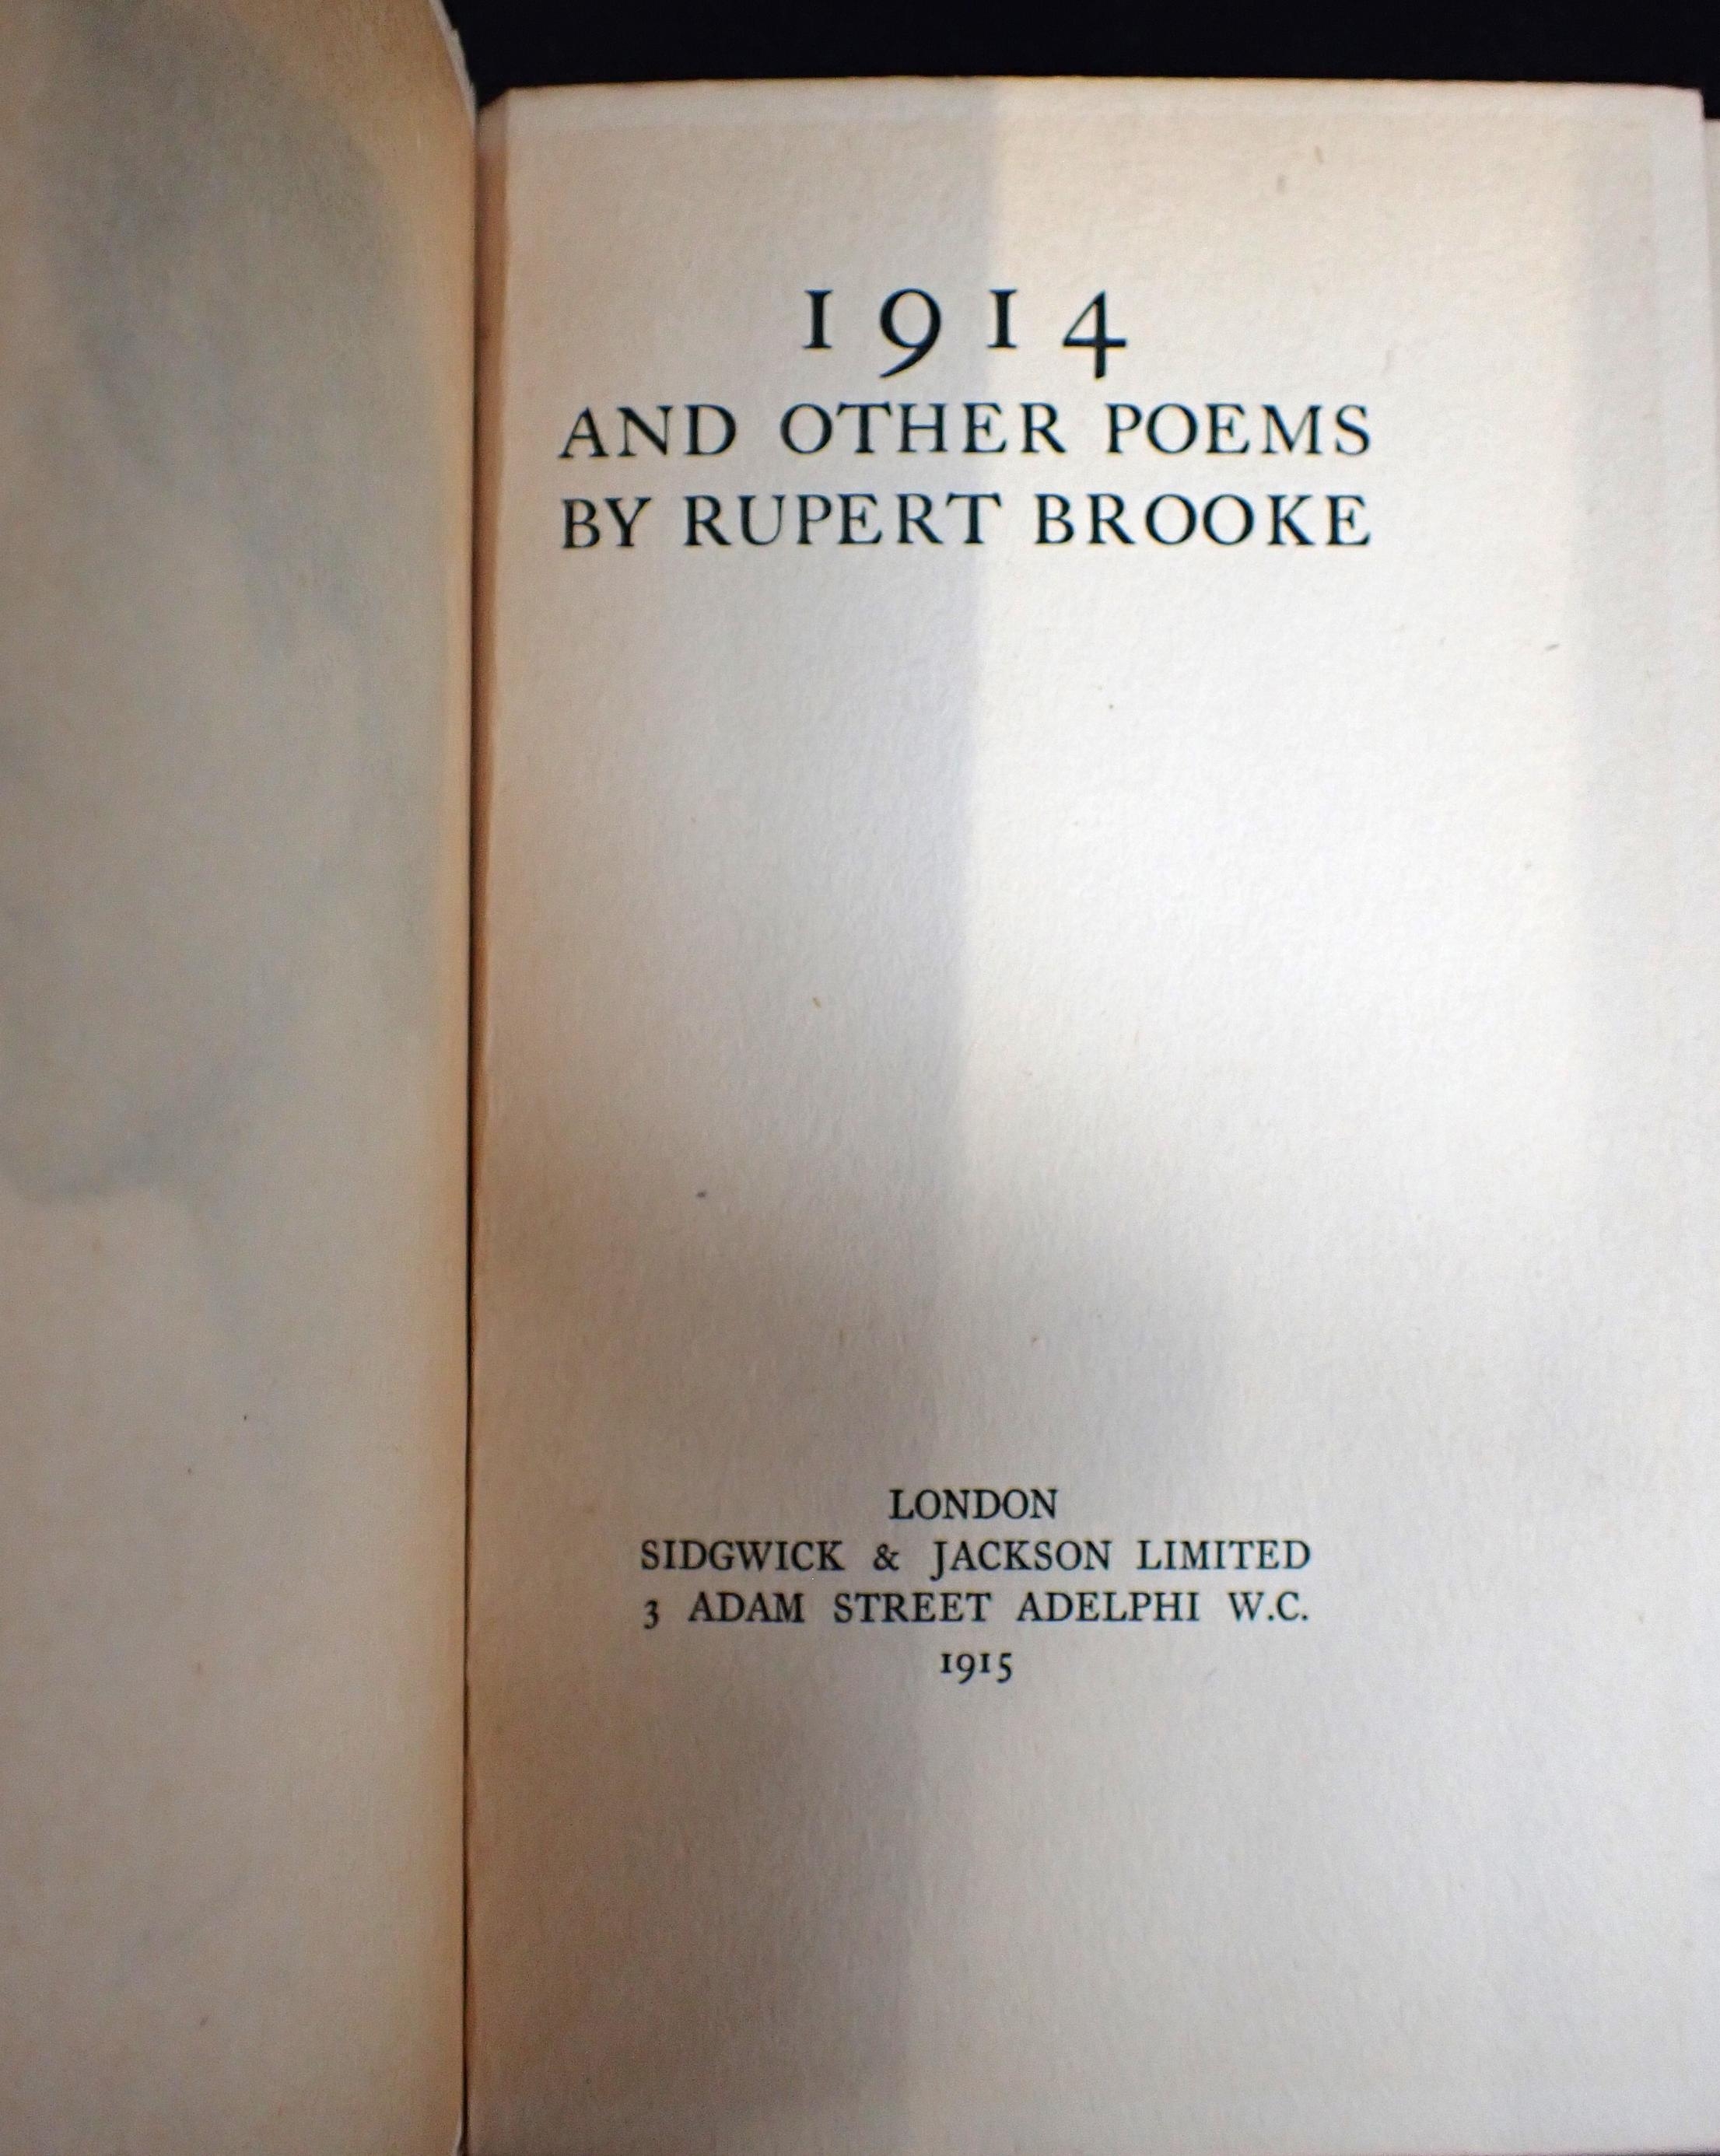 1914
AND OTHER POEMS
BY RUPERT BROOKE
LONDON
SIDGWICK & JACKSON LIMITED
3 ADAM STREET ADELPHI W.C.
1915